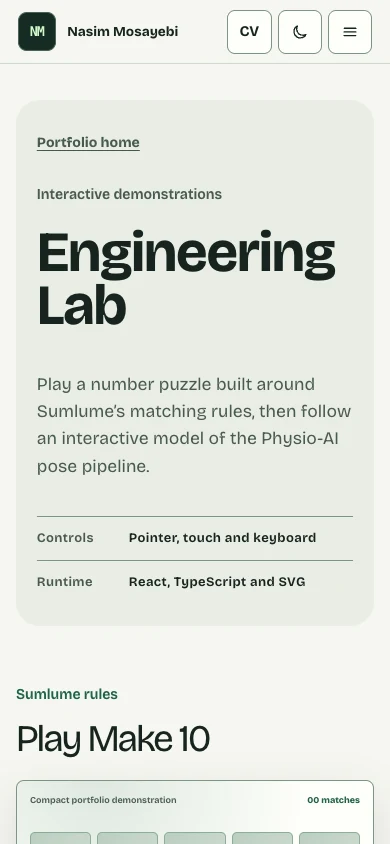 NM Nasim Mosayebi CV
Portfolio home
Interactive demonstrations
Engineering
Lab
Play a number puzzle built around
Sumlume's matching rules, then follow
an interactive model of the Physio-AI
pose pipeline.
Controls Pointer, touch and keyboard
Runtime React, TypeScript and SVG
Sumlume rules
Play Make 10
Compact portfolio demonstration 00 matches